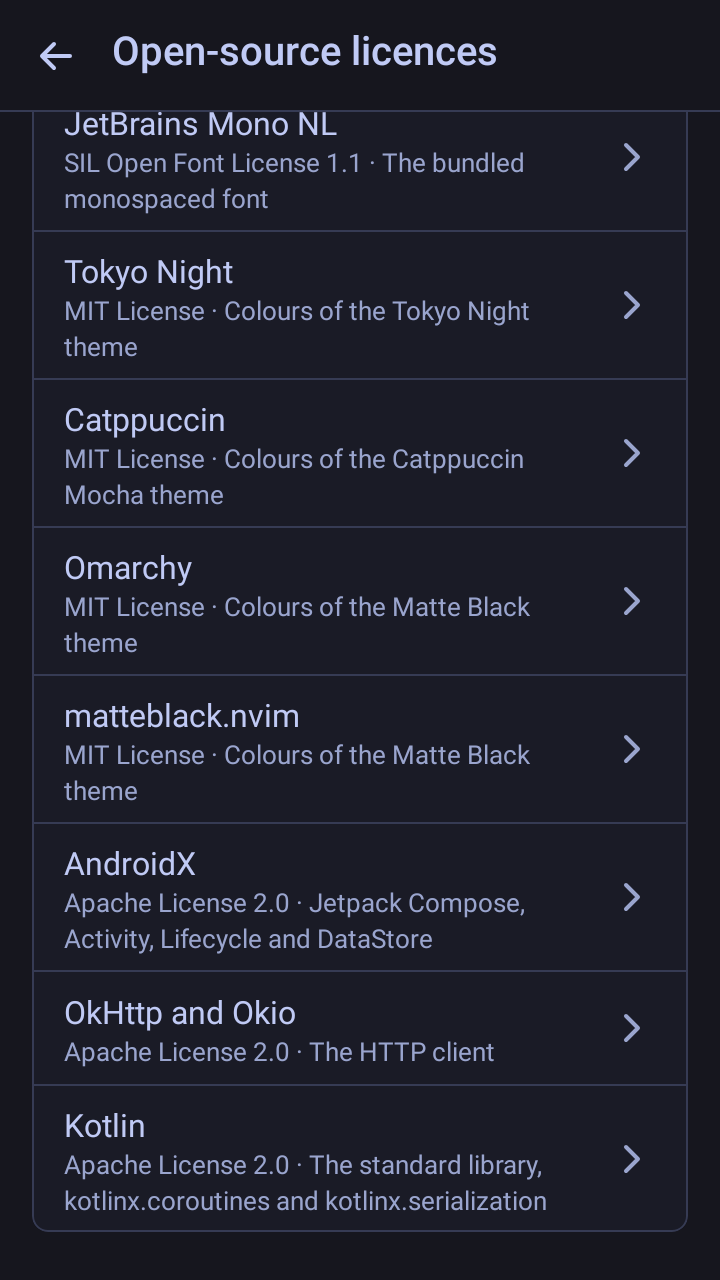 Open-source licences
JetBrains Mono NL
SIL Open Font License 1.1 · The bundled
monospaced font
Tokyo Night
MIT License · Colours of the Tokyo Night
theme
Catppuccin
MIT License · Colours of the Catppuccin
Mocha theme
Omarchy
MIT License · Colours of the Matte Black
theme
matteblack.nvim
MIT License · Colours of the Matte Black
theme
AndroidX
Apache License 2.0 · Jetpack Compose,
Activity, Lifecycle and DataStore
OkHttp and Okio
Apache License 2.0 · The HTTP client
Kotlin
Apache License 2.0 · The standard library,
kotlinx.coroutines and kotlinx.serialization